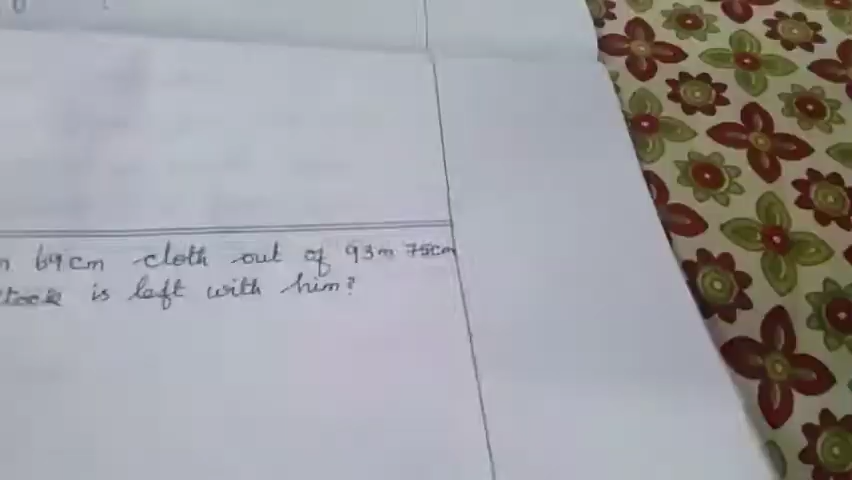 69cm cloth out of 93m 75cm
is left with him?